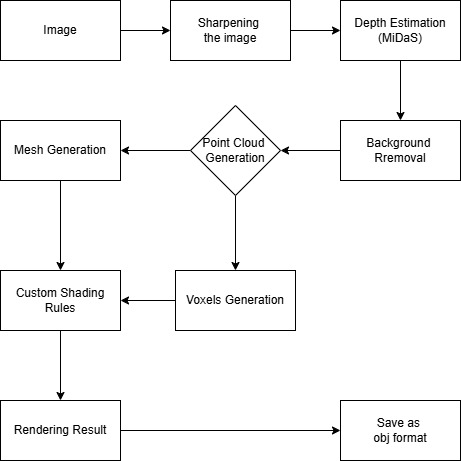 Image
Sharpening
the image
Depth Estimation
(MiDaS)
Mesh Generation
Point Cloud
Generation
Background
Rremoval
Custom Shading
Rules
Voxels Generation
Rendering Result
Save as
obj format